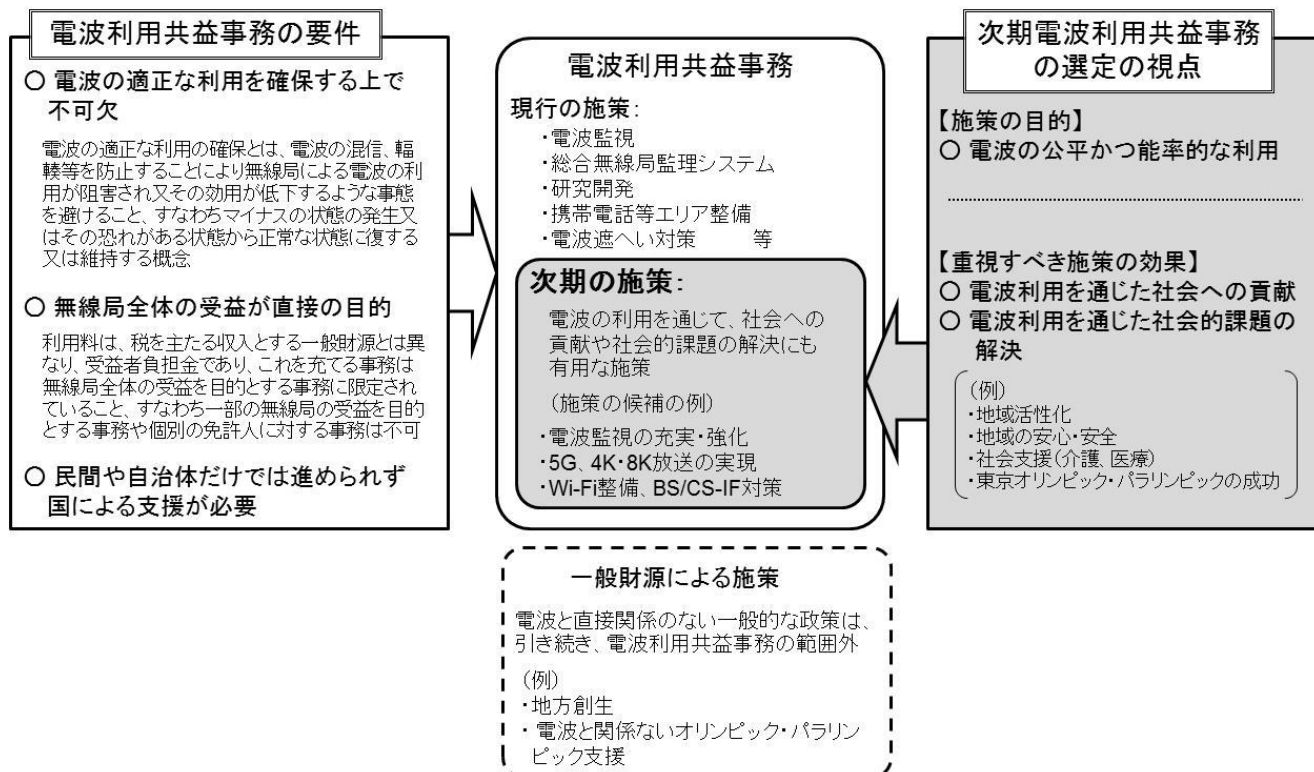 電波利用共益事務の要件
○ 電波の適正な利用を確保する上で
不可欠
電波の適正な利用の確保とは、電波の混信、輻
輳等を防止することにより無線局による電波の利
用が阻害され又その効用が低下するような事態
を避けること、すなわちマイナスの状態の発生又
はその恐れがある状態から正常な状態に復する
又は維持する概念
○ 無線局全体の受益が直接の目的
利用料は、税を主たる収入とする一般財源とは異
なり、受益者負担金であり、これを充てる事務は
無線局全体の受益を目的とする事務に限定され
ていること、すなわち一部の無線局の受益を目的
とする事務や個別の免許人に対する事務は不可
○ 民間や自治体だけでは進められず
国による支援が必要
電波利用共益事務
現行の施策:
・電波監視
・総合無線局監理システム
・研究開発
・携帯電話等エリア整備
・電波遮へい対策 等
次期の施策:
電波の利用を通じて、社会への
貢献や社会的課題の解決にも
有用な施策
(施策の候補の例)
・電波監視の充実・強化
・5G、4K・8K放送の実現
・Wi-Fi整備、BS/CS-IF対策
一般財源による施策
電波と直接関係のない一般的な政策は、
引き続き、電波利用共益事務の範囲外
(例)
・地方創生
・電波と関係ないオリンピック・パラリン
ピック支援
次期電波利用共益事務
の選定の視点
【施策の目的】
○ 電波の公平かつ能率的な利用
【重視すべき施策の効果】
○ 電波利用を通じた社会への貢献
○ 電波利用を通じた社会的課題の
解決
(例)
・地域活性化
・地域の安心・安全
・社会支援(介護、医療)
・東京オリンピック・パラリンピックの成功